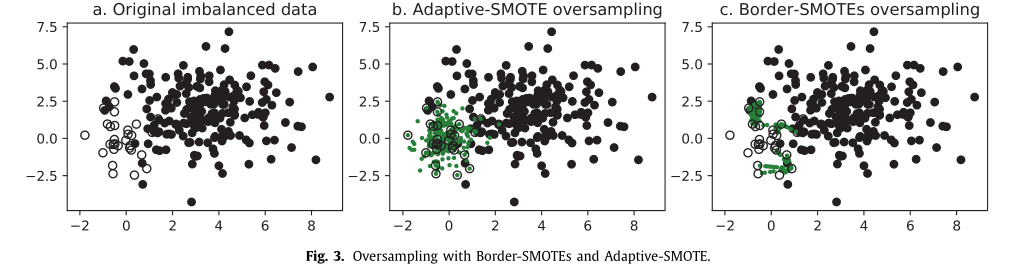 a. Original imbalanced data
b. Adaptive-SMOTE oversampling
c. Border-SMOTEs oversampling
7.5
5.0
2.5
0.0
−2.5
−2 0 2 4 6 8
7.5
5.0
2.5
0.0
−2.5
−2 0 2 4 6 8
7.5
5.0
2.5
0.0
−2.5
−2 0 2 4 6 8
Fig. 3. Oversampling with Border-SMOTEs and Adaptive-SMOTE.